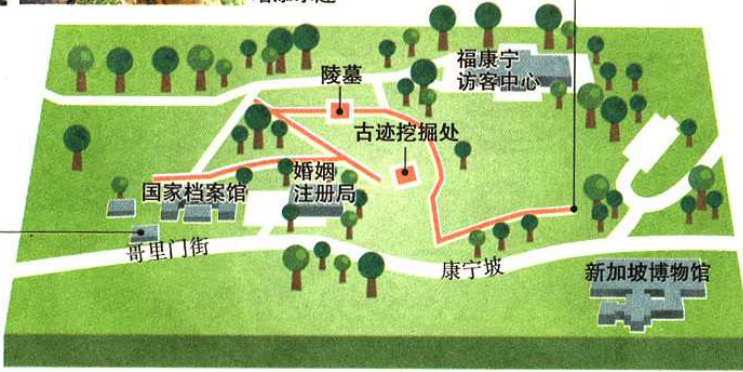 陵墓
福康宁
访客中心
古迹挖掘处
国家档案馆
婚姻
注册局
哥里门街
康宁坡
新加坡博物馆